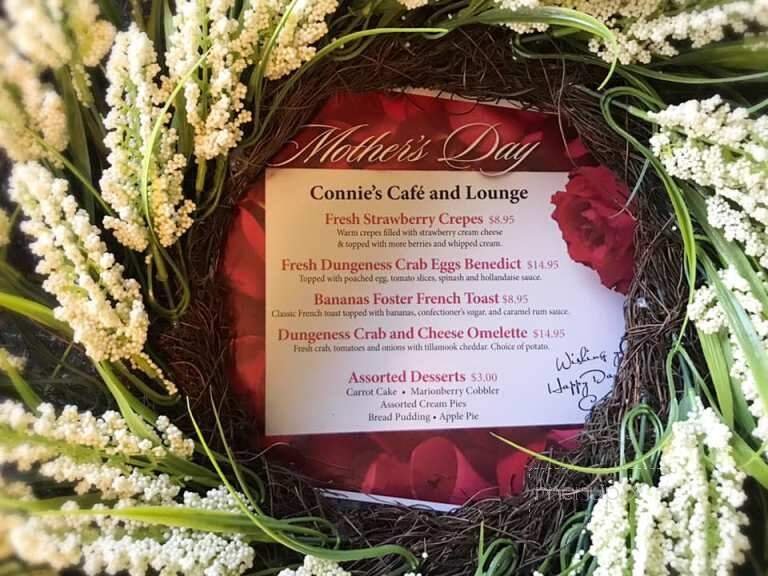 Mother's Day
Connie's Café and Lounge
Fresh Strawberry Crepes $8.95
Warm crepes filled with strawberry cream cheese
& topped with more berries and whipped cream.
Fresh Dungeness Crab Eggs Benedict $14.95
Topped with poached egg, tomato slices, spinash and hollandaise sauce.
Bananas Foster French Toast $8.95
Classic French toast topped with bananas, confectioner's sugar, and caramel rum sauce.
Dungeness Crab and Cheese Omelette $14.95
Fresh crab, tomatoes and onions with tillamook cheddar. Choice of potato.
Assorted Desserts $3.00
Carrot Cake • Marionberry Cobbler
Assorted Cream Pies
Bread Pudding • Apple Pie
Wishing
Happy Day